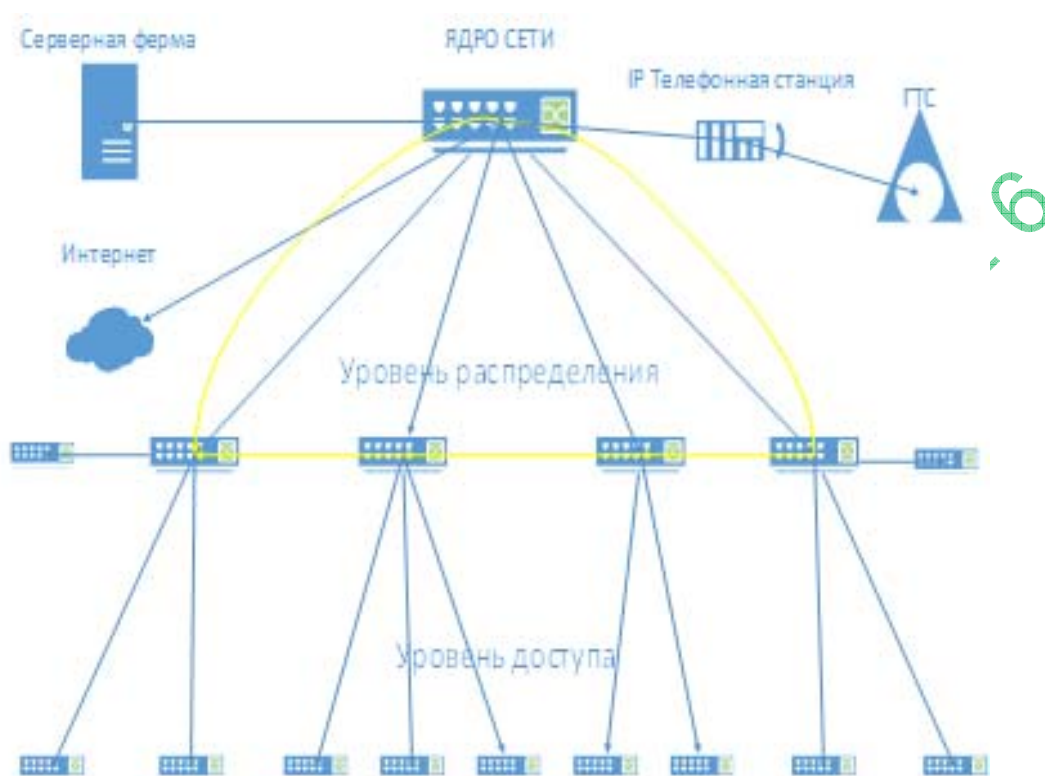 Серверная ферма
ЯДРО СЕТИ
IP Телефонная станция
ГТС
Интернет
Уровень распределения
Уровень доступа